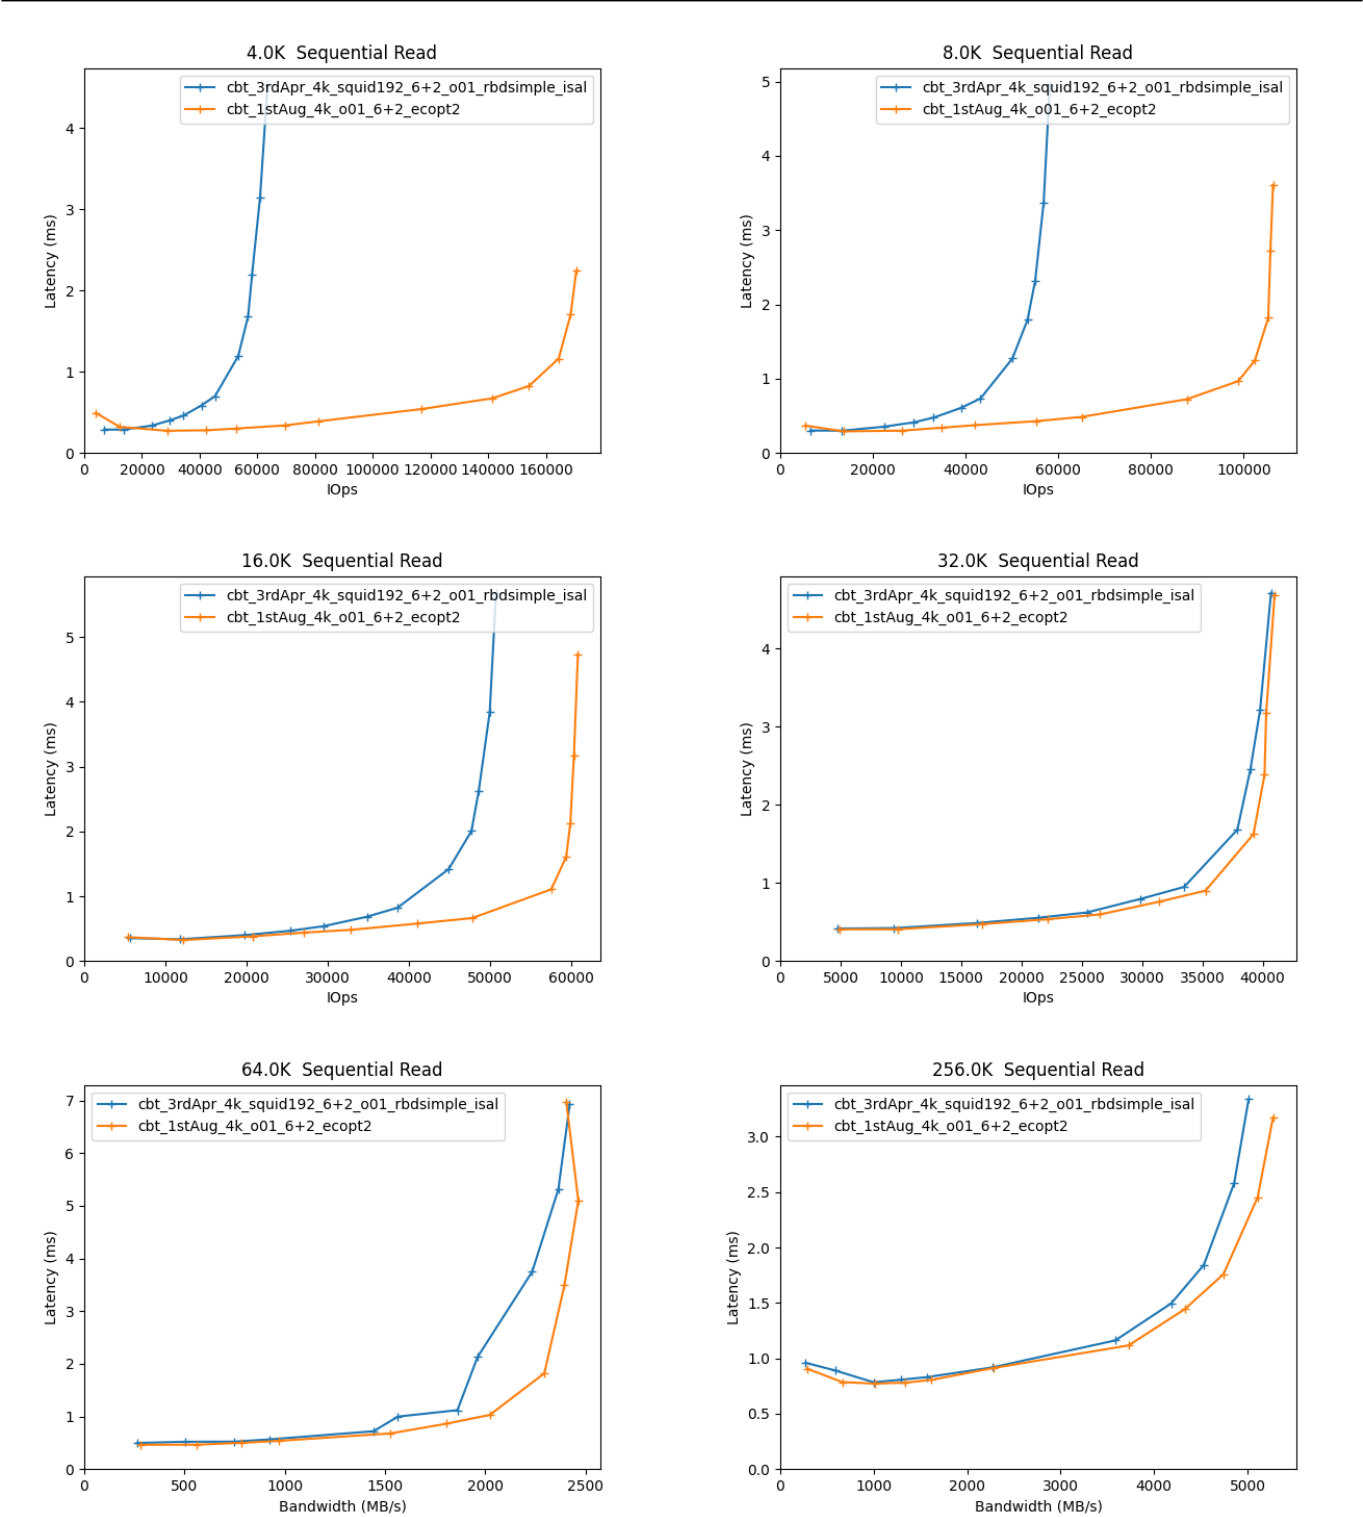 4.0K  Sequential Read
cbt_3rdApr_4k_squid192_6+2_o01_rbdsimple_isal
cbt_1stAug_4k_o01_6+2_ecopt2
4
3
2
1
0
Latency (ms)
0 20000 40000 60000 80000 100000 120000 140000 160000
IOps
8.0K  Sequential Read
cbt_3rdApr_4k_squid192_6+2_o01_rbdsimple_isal
cbt_1stAug_4k_o01_6+2_ecopt2
5
4
3
2
1
0
Latency (ms)
0 20000 40000 60000 80000 100000
IOps
16.0K  Sequential Read
cbt_3rdApr_4k_squid192_6+2_o01_rbdsimple_isal
cbt_1stAug_4k_o01_6+2_ecopt2
5
4
3
2
1
0
Latency (ms)
0 10000 20000 30000 40000 50000 60000
IOps
32.0K  Sequential Read
cbt_3rdApr_4k_squid192_6+2_o01_rbdsimple_isal
cbt_1stAug_4k_o01_6+2_ecopt2
4
3
2
1
0
Latency (ms)
0 5000 10000 15000 20000 25000 30000 35000 40000
IOps
64.0K  Sequential Read
cbt_3rdApr_4k_squid192_6+2_o01_rbdsimple_isal
cbt_1stAug_4k_o01_6+2_ecopt2
7
6
5
4
3
2
1
0
Latency (ms)
0 500 1000 1500 2000 2500
Bandwidth (MB/s)
256.0K  Sequential Read
cbt_3rdApr_4k_squid192_6+2_o01_rbdsimple_isal
cbt_1stAug_4k_o01_6+2_ecopt2
3.0
2.5
2.0
1.5
1.0
0.5
0.0
Latency (ms)
0 1000 2000 3000 4000 5000
Bandwidth (MB/s)